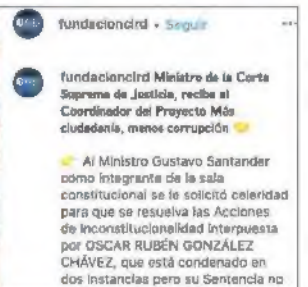 fundacioncird • Seguir
fundacioncird Ministro de la Corte
Suprema de Justicia, recibe al
Coordinador del Proyecto Más
ciudadanía, menos corrupción
Al Ministro Gustavo Santander
como integrante de la sala
constitucional se le solicitó celeridad
para que se resuelva las Acciones
de Inconstitucionalidad interpuesta
por OSCAR RUBÉN GONZÁLEZ
CHÁVEZ, que está condenado en
dos instancias pero su Sentencia no